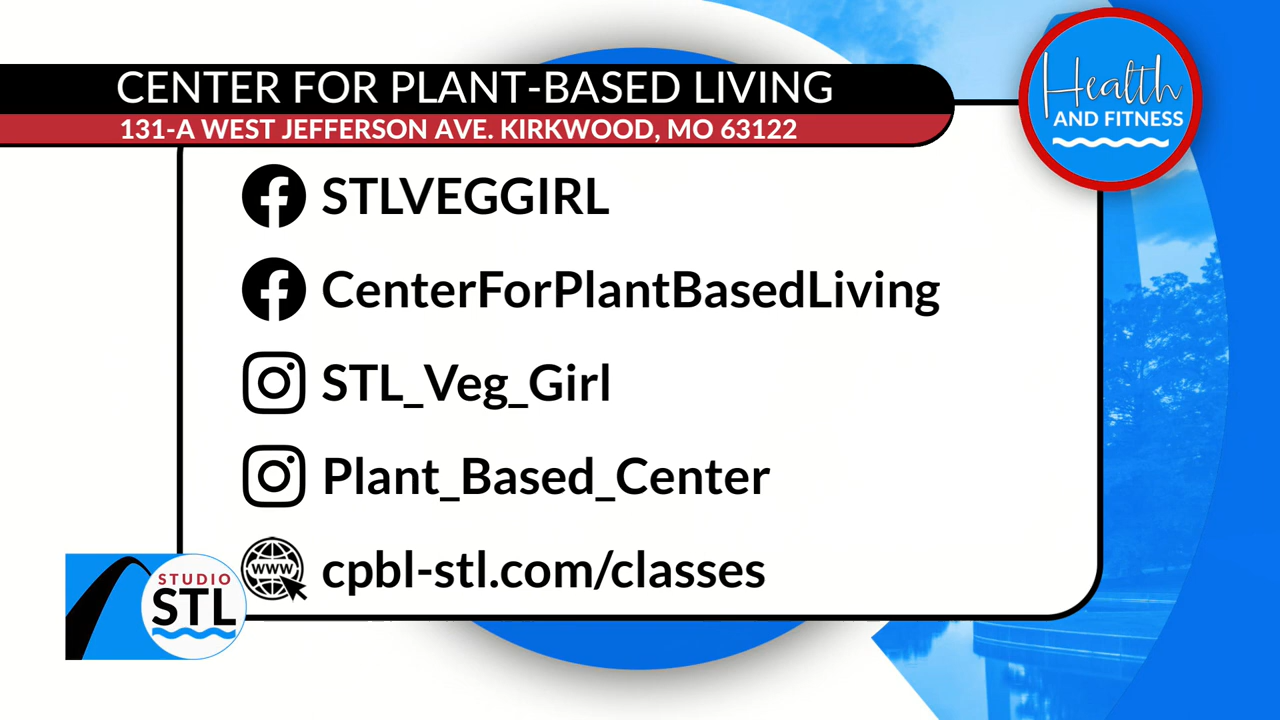 CENTER FOR PLANT-BASED LIVING
131-A WEST JEFFERSON AVE. KIRKWOOD, MO 63122
Health
AND FITNESS
STLVEGGIRL
CenterForPlantBasedLiving
STL_Veg_Girl
Plant_Based_Center
www
cpbl-stl.com/classes
STUDIO
STL